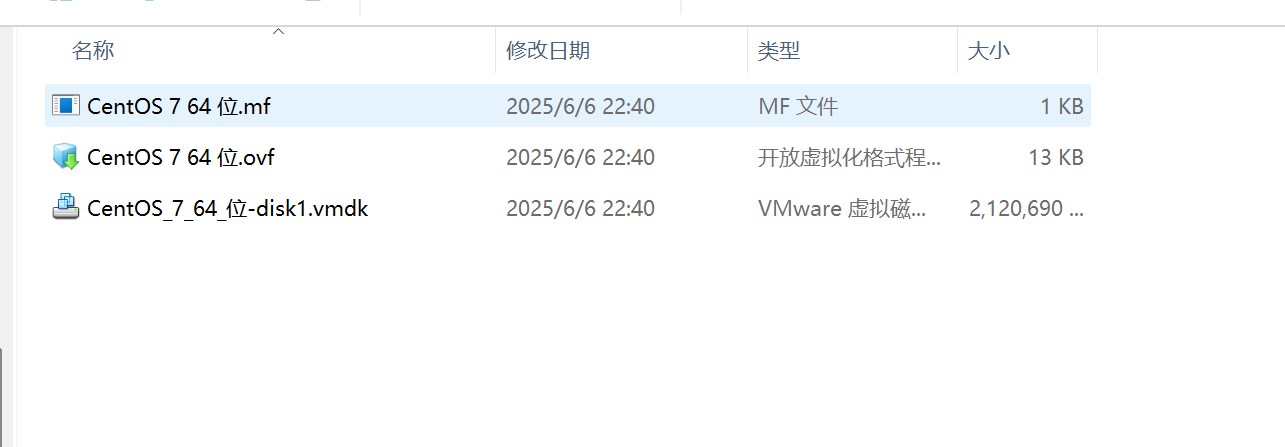 名称 修改日期 类型 大小
CentOS 7 64 位.mf 2025/6/6 22:40 MF 文件 1 KB
CentOS 7 64 位.ovf 2025/6/6 22:40 开放虚拟化格式程... 13 KB
CentOS_7_64_位-disk1.vmdk 2025/6/6 22:40 VMware 虚拟磁... 2,120,690 ...